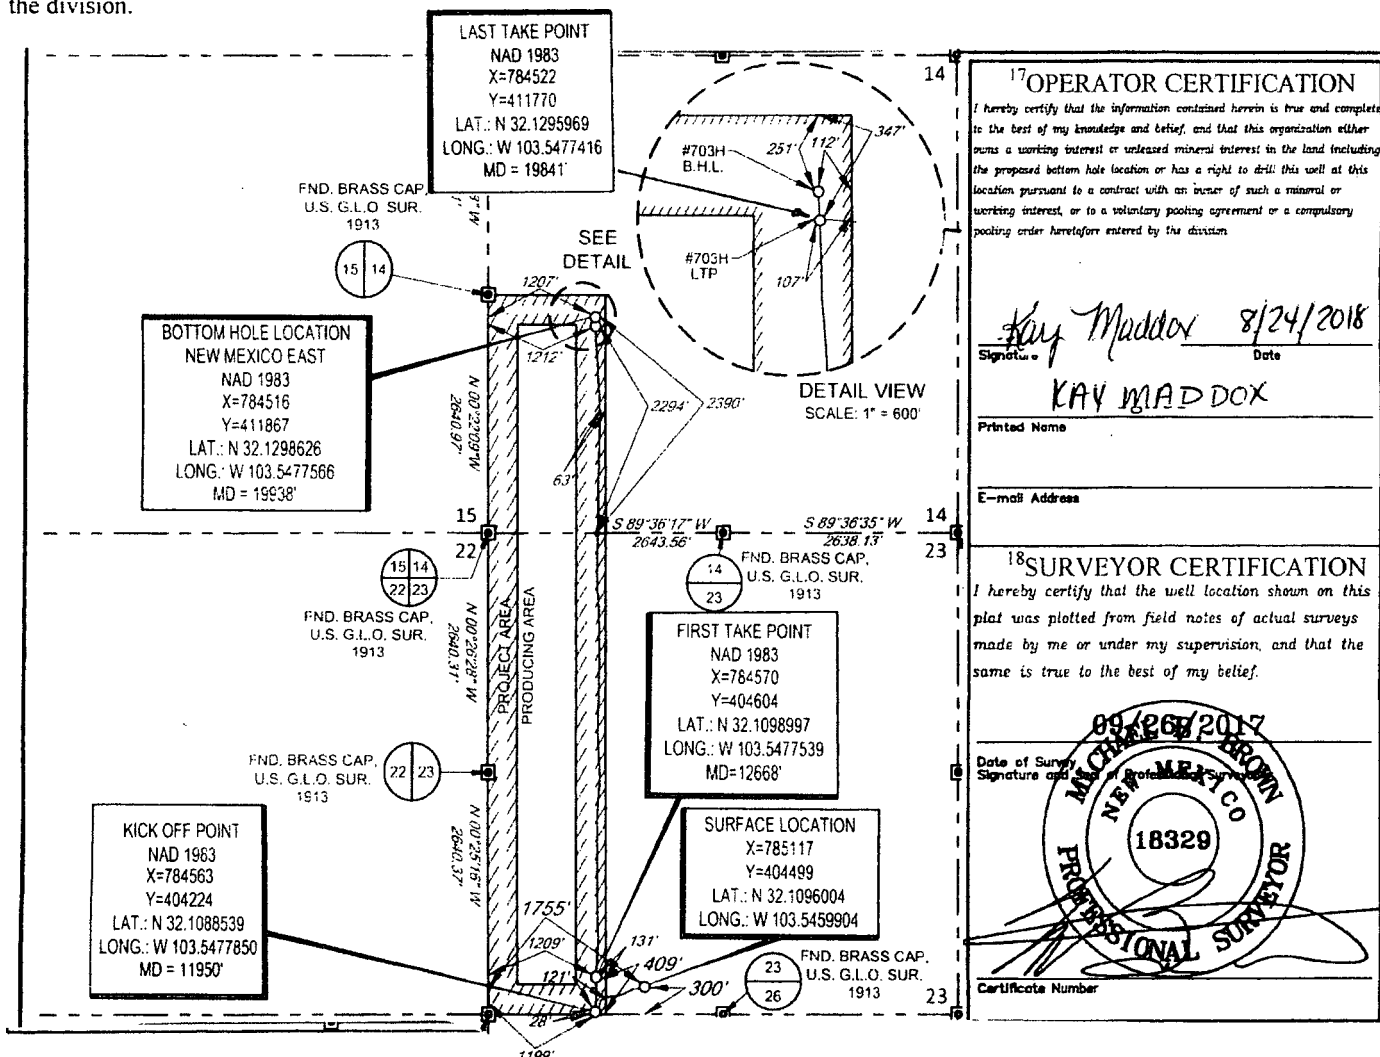 the division.
LAST TAKE POINT
NAD 1983
X=784522
Y=411770
LAT.: N 32.1295969
LONG.: W 103.5477416
MD = 19841'
14
#703H
B.H.L.
251'
112'
347'
#703H
LTP
107'
DETAIL VIEW
SCALE: 1" = 600'
FND. BRASS CAP,
U.S. G.L.O. SUR.
1913
15 14
SEE
DETAIL
1207'
1212'
BOTTOM HOLE LOCATION
NEW MEXICO EAST
NAD 1983
X=784516
Y=411867
LAT.: N 32.1298626
LONG.: W 103.5477566
MD = 19938'
N 00°22'09" W
2640.97'
2294'
2390'
63'
15
22
S 89°36'17" W
2643.56'
S 89°36'35" W
2638.13'
14
23
15 14
22 23
FND. BRASS CAP,
U.S. G.L.O. SUR.
1913
14
23
FND. BRASS CAP,
U.S. G.L.O. SUR.
1913
N 00°26'28" W
2640.31'
PROJECT AREA
PRODUCING AREA
FIRST TAKE POINT
NAD 1983
X=784570
Y=404604
LAT.: N 32.1098997
LONG.: W 103.5477539
MD=12668'
FND. BRASS CAP,
U.S. G.L.O. SUR.
1913
22 23
KICK OFF POINT
NAD 1983
X=784563
Y=404224
LAT.: N 32.1088539
LONG.: W 103.5477850
MD = 11950'
N 00°25'16" W
2640.37'
SURFACE LOCATION
X=785117
Y=404499
LAT.: N 32.1096004
LONG.: W 103.5459904
1755'
1209'
131'
121'
409'
300'
28'
1199'
23
26
FND. BRASS CAP,
U.S. G.L.O. SUR.
1913
23
17 OPERATOR CERTIFICATION
I hereby certify that the information contained herein is true and complete
to the best of my knowledge and belief, and that this organization either
owns a working interest or unleased mineral interest in the land including
the proposed bottom hole location or has a right to drill this well at this
location pursuant to a contract with an owner of such a mineral or
working interest, or to a voluntary pooling agreement or a compulsory
pooling order heretofore entered by the division
Kay Maddox 8/24/2018
Signature Date
KAY MADDOX
Printed Name
E-mail Address
18 SURVEYOR CERTIFICATION
I hereby certify that the well location shown on this
plat was plotted from field notes of actual surveys
made by me or under my supervision, and that the
same is true to the best of my belief.
09/26/2017
Date of Survey
Signature and Seal of Professional Surveyor
MICHAEL B. BROWN
NEW MEXICO
18329
PROFESSIONAL SURVEYOR
Certificate Number